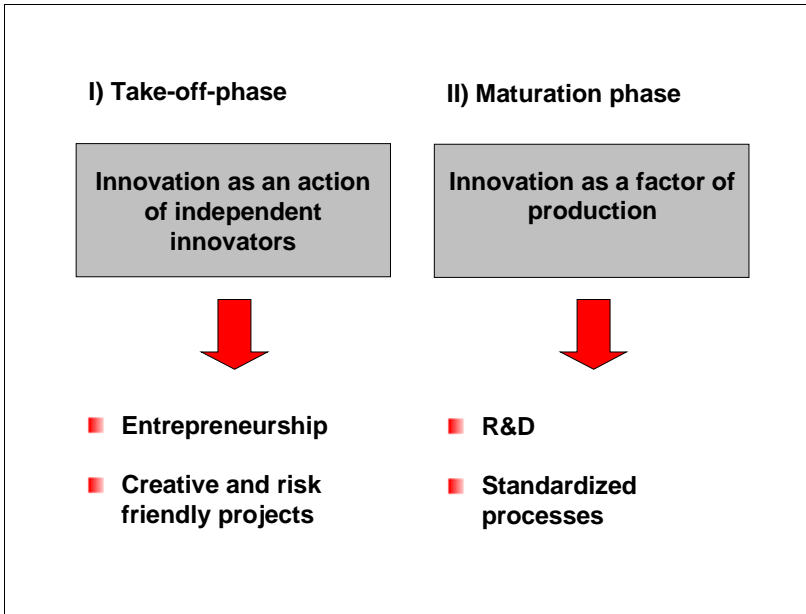 I) Take-off-phase
Innovation as an action
of independent
innovators
Entrepreneurship
Creative and risk
friendly projects
II) Maturation phase
Innovation as a factor of
production
R&D
Standardized
processes